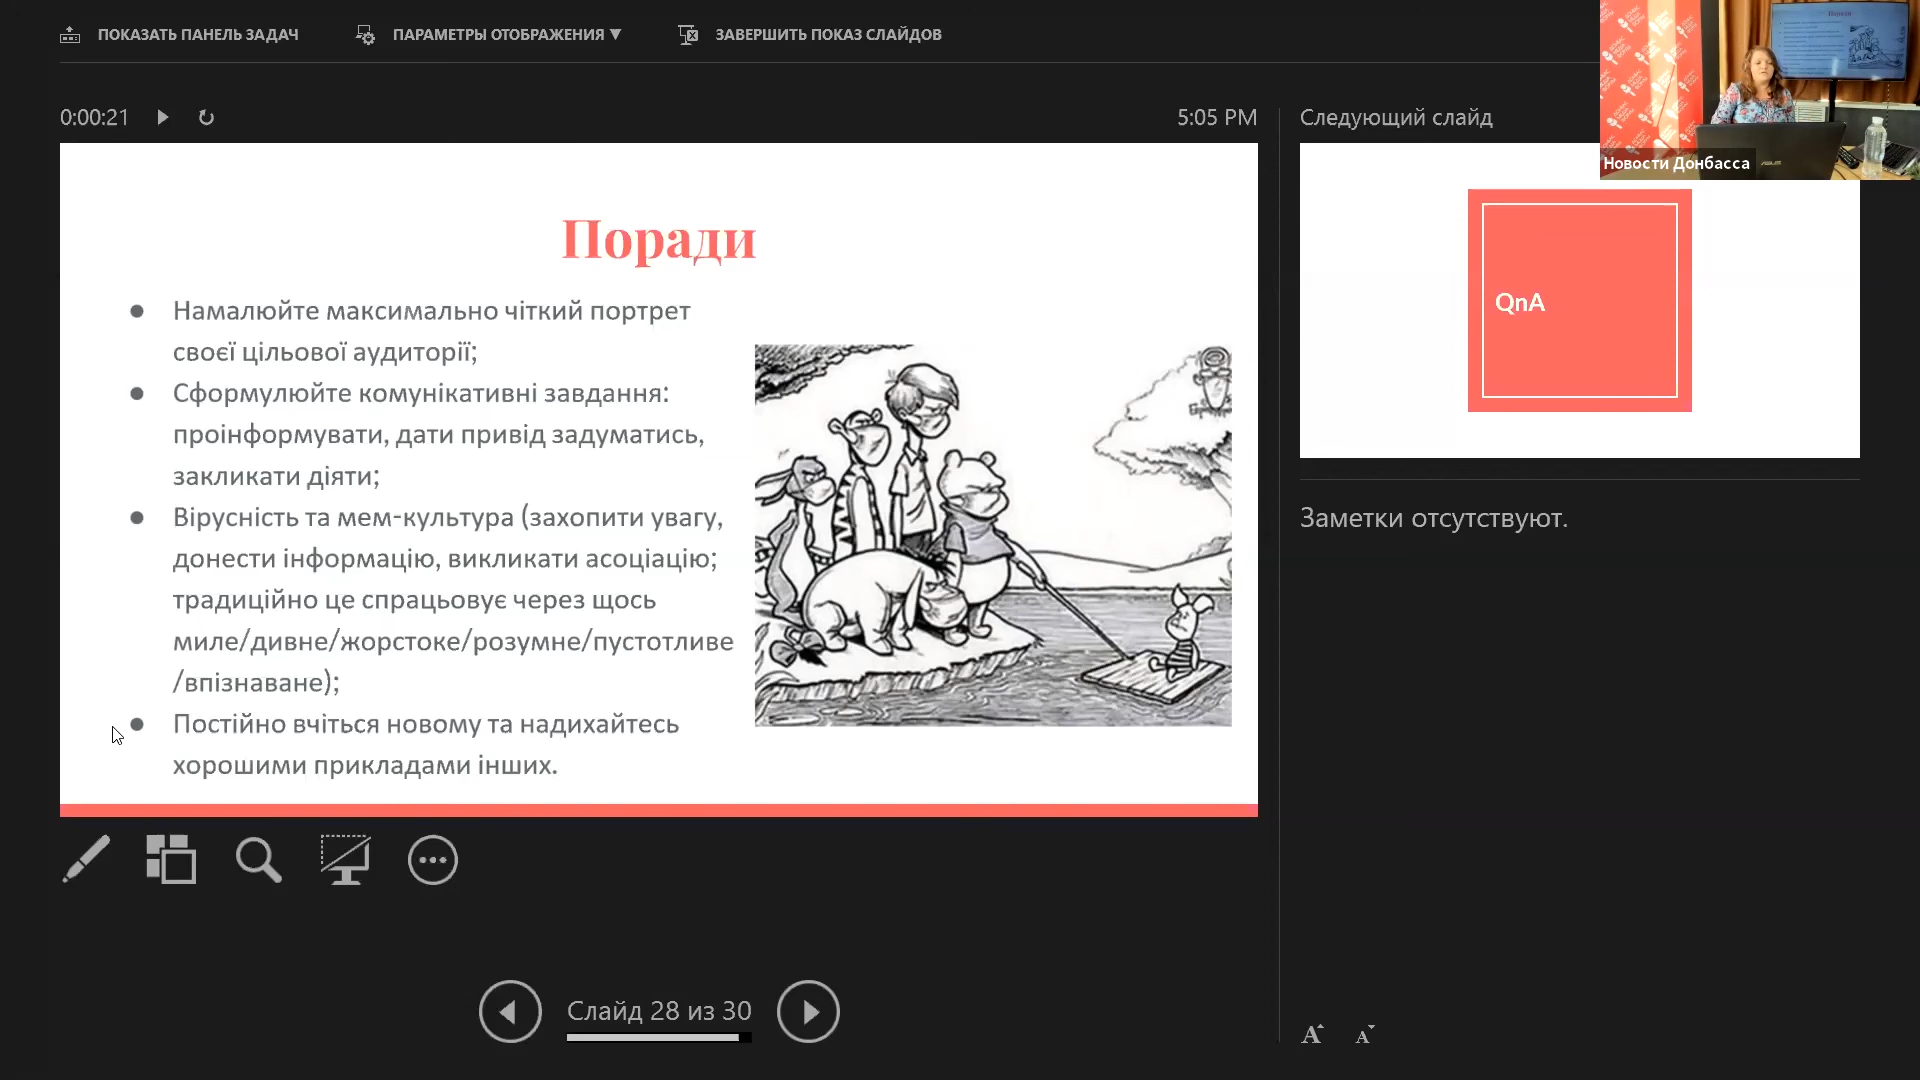 ПОКАЗАТЬ ПАНЕЛЬ ЗАДАЧ
ПАРАМЕТРЫ ОТОБРАЖЕНИЯ ▼
ЗАВЕРШИТЬ ПОКАЗ СЛАЙДОВ
0:00:21
5:05 PM
Поради
● Намалюйте максимально чіткий портрет
своєї цільової аудиторії;
● Сформулюйте комунікативні завдання:
проінформувати, дати привід задуматись,
закликати діяти;
● Вірусність та мем-культура (захопити увагу,
донести інформацію, викликати асоціацію;
традиційно це спрацьовує через щось
миле/дивне/жорстоке/розумне/пустотливе
/впізнаване);
● Постійно вчіться новому та надихайтесь
хорошими прикладами інших.
Слайд 28 из 30
Следующий слайд
QnA
Заметки отсутствуют.
A A
Новости Донбасса
Поради
ASUS